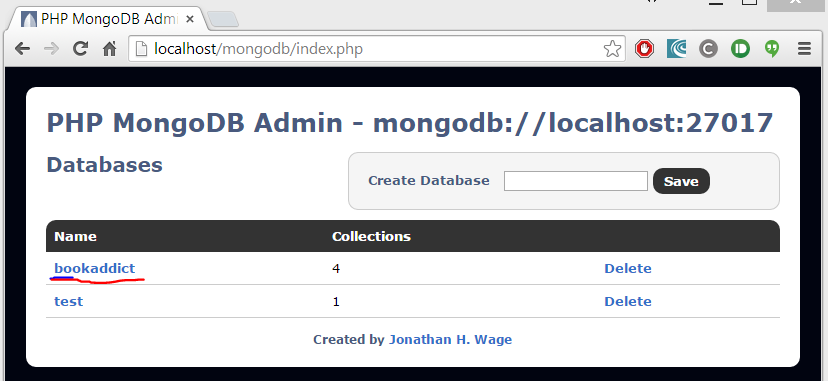 PHP MongoDB Admi
localhost/mongodb/index.php
PHP MongoDB Admin - mongodb://localhost:27017
Databases
Create Database Save
Name Collections
bookaddict 4 Delete
test 1 Delete
Created by Jonathan H. Wage